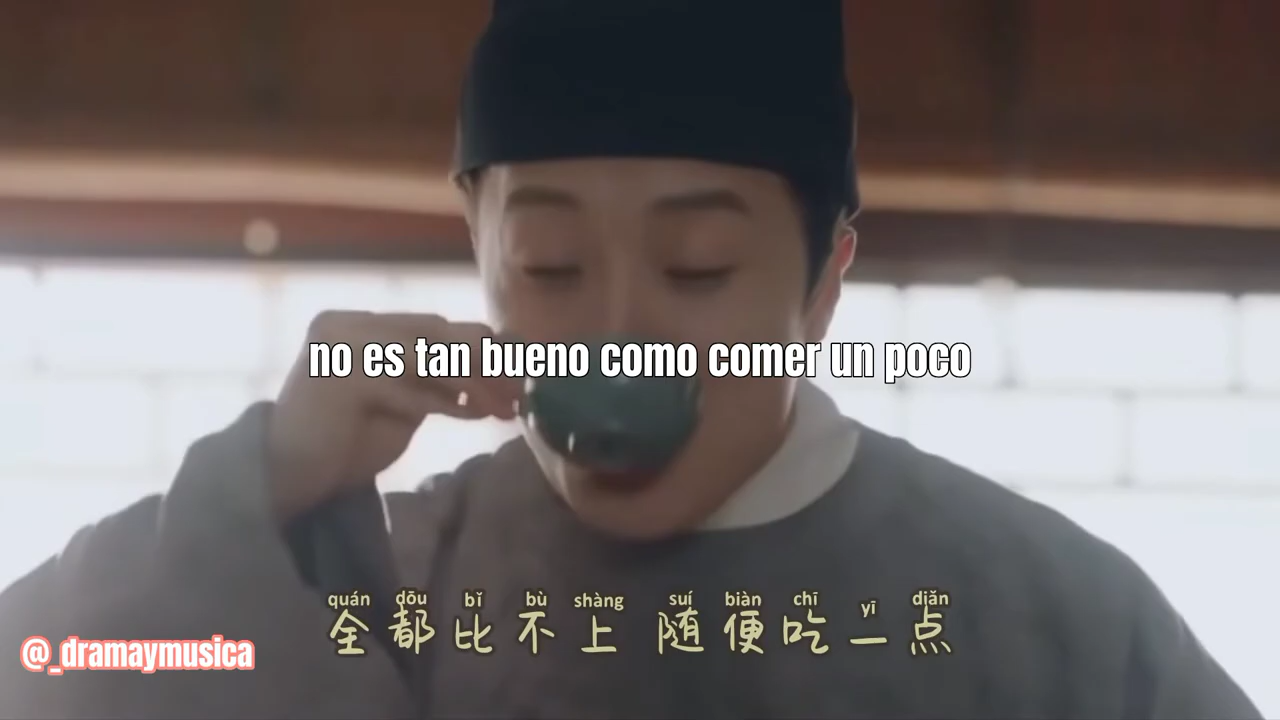 no es tan bueno como comer un poco
quán dōu bǐ bù shàng suí biàn chī yī diǎn
全都比不上 随便吃一点
@_dramaymusica